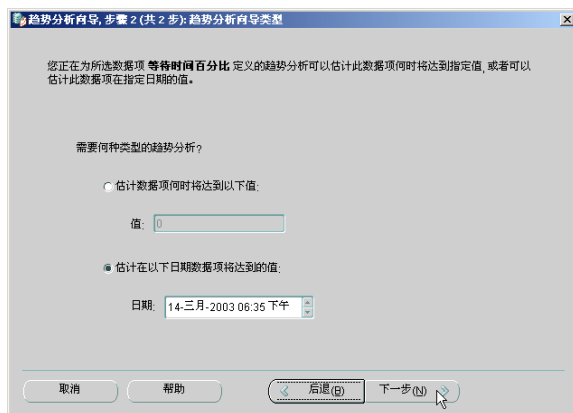 趋势分析向导, 步骤 2 (共 2 步): 趋势分析向导类型
您正在为所选数据项 等待时间百分比 定义的趋势分析可以估计此数据项何时将达到指定值, 或者可以
估计此数据项在指定日期的值。
需要何种类型的趋势分析?
估计数据项何时将达到以下值:
值: 0
估计在以下日期数据项将达到的值:
日期: 14-三月-2003 06:35 下午
取消 帮助 后退(B) 下一步(N)